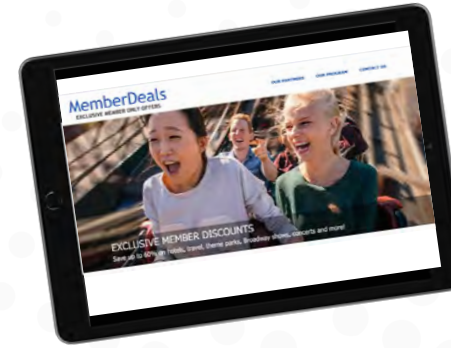 MemberDeals
EXCLUSIVE MEMBER ONLY OFFERS
OUR PARTNERS OUR PROGRAM CONTACT US
EXCLUSIVE MEMBER DISCOUNTS
Save up to 60% on hotels, travel, theme parks, Broadway shows, concerts and more!